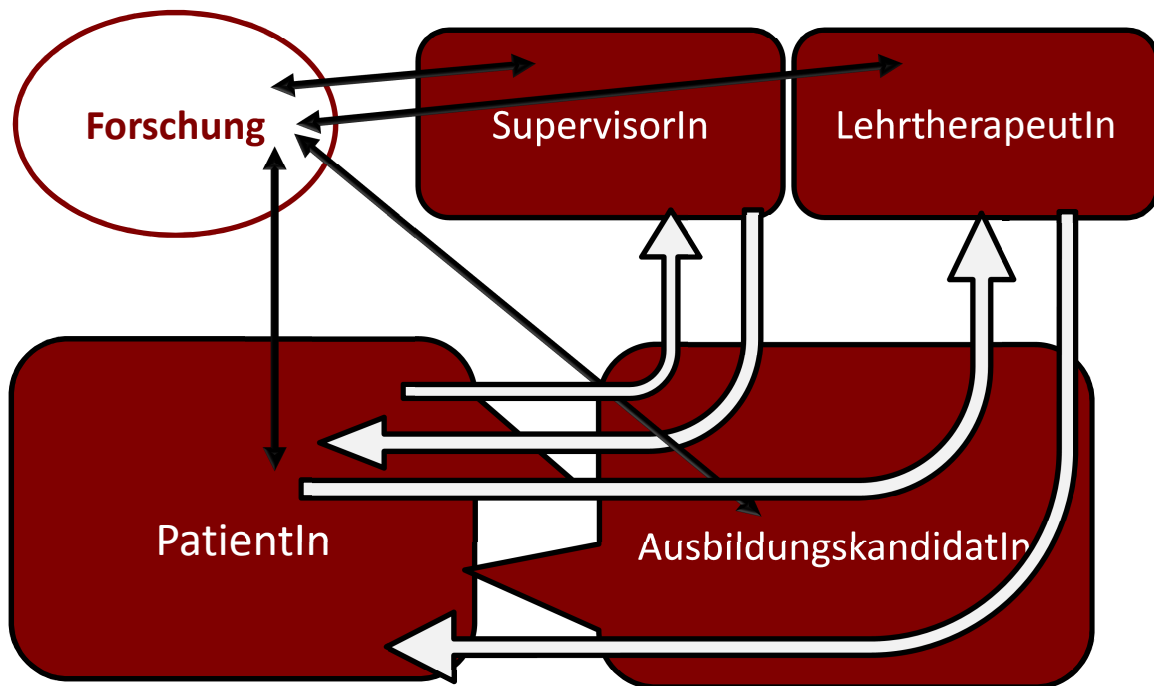 Forschung
SupervisorIn
LehrtherapeutIn
PatientIn
AusbildungskandidatIn